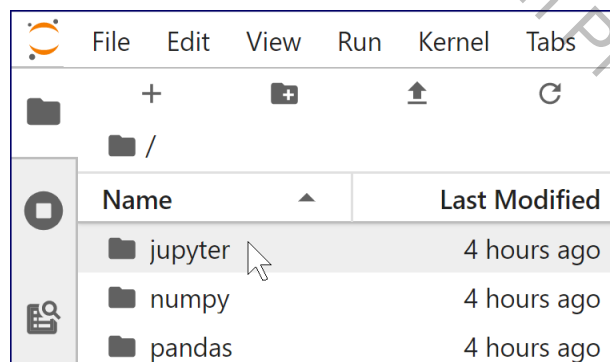 File Edit View Run Kernel Tabs
/
Name Last Modified
jupyter 4 hours ago
numpy 4 hours ago
pandas 4 hours ago